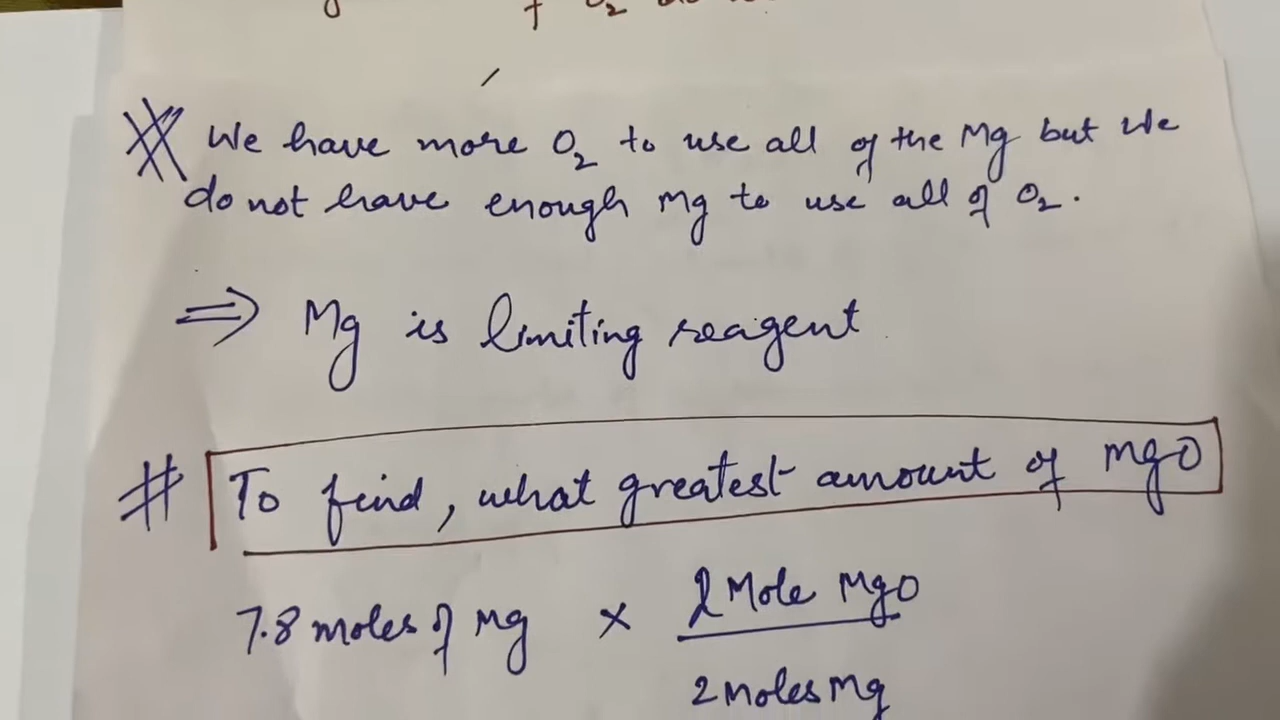 O₂
We have more O₂ to use all of the Mg but we
do not have enough Mg to use all of O₂.
⇒ Mg is limiting reagent
# To find, what greatest amount of MgO
7.8 moles of Mg × 2 Mole MgO
2 Moles Mg